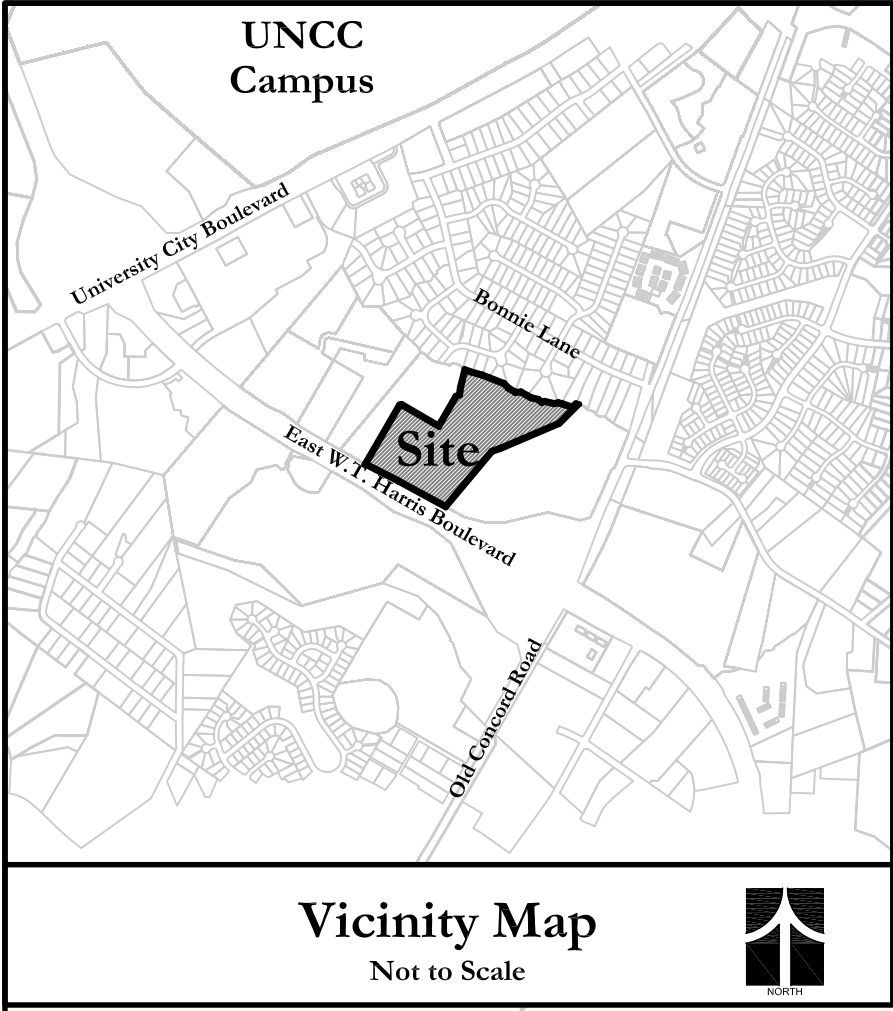 UNCC
Campus
University City Boulevard
Bonnie Lane
Site
East W.T. Harris Boulevard
Old Concord Road
Vicinity Map
Not to Scale
NORTH